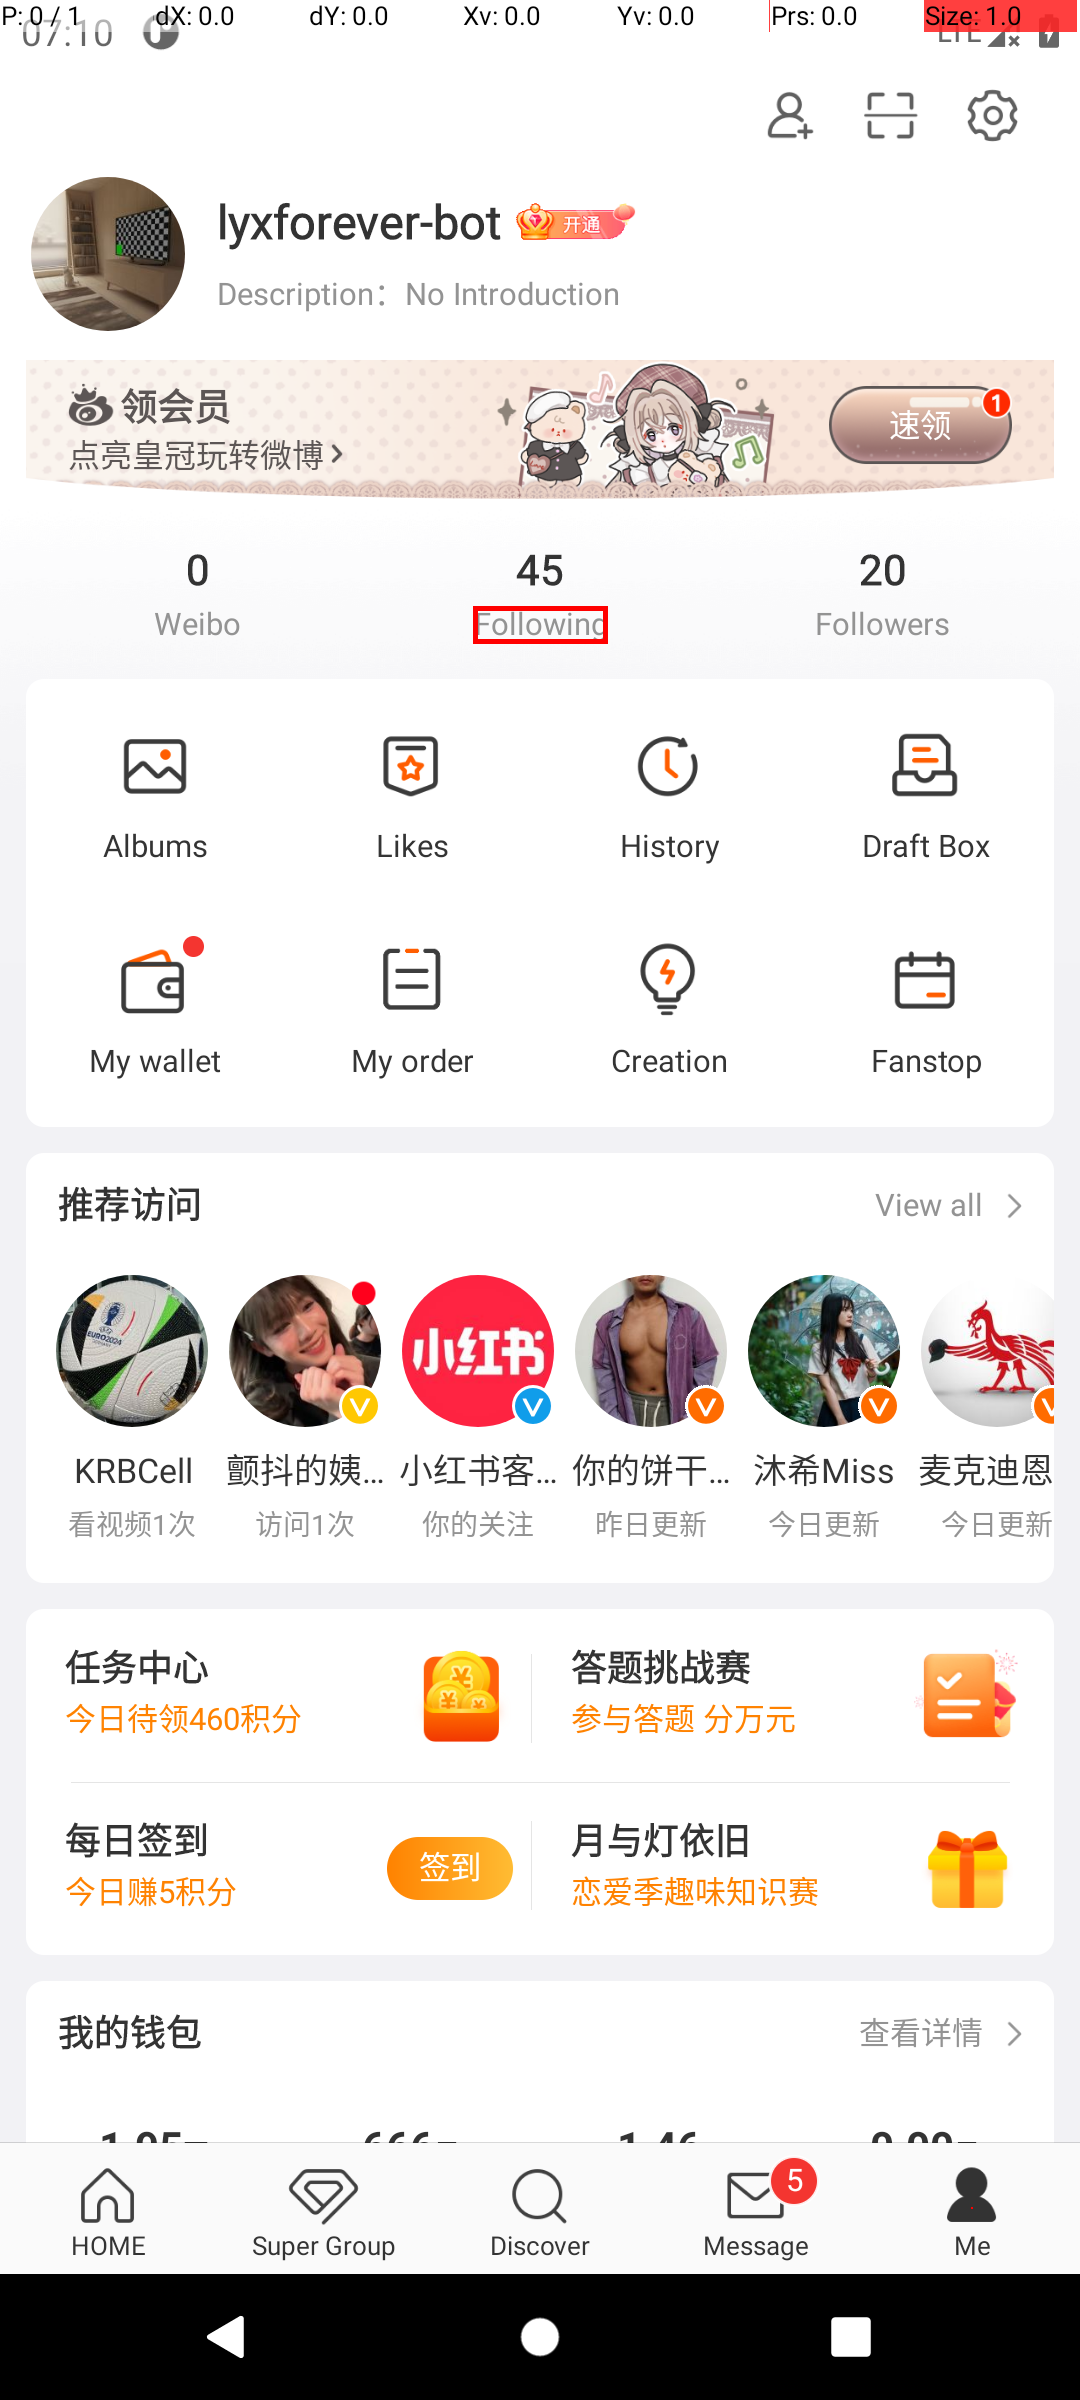 P: 0 / 1 dX: 0.0 dY: 0.0 Xv: 0.0 Yv: 0.0 Prs: 0.0 Size: 1.0
07:10 LTE
lyxforever-bot 开通
Description：No Introduction
领会员
点亮皇冠玩转微博
速领 1
0 45 20
Weibo Following Followers
Albums Likes History Draft Box
My wallet My order Creation Fanstop
推荐访问 View all
EURO2024
小红书
KRBCell 颤抖的姨... 小红书客... 你的饼干... 沐希Miss 麦克迪恩
看视频1次 访问1次 你的关注 昨日更新 今日更新 今日更新
任务中心
今日待领460积分
答题挑战赛
参与答题 分万元
每日签到
今日赚5积分
签到
月与灯依旧
恋爱季趣味知识赛
我的钱包 查看详情
5
HOME Super Group Discover Message Me